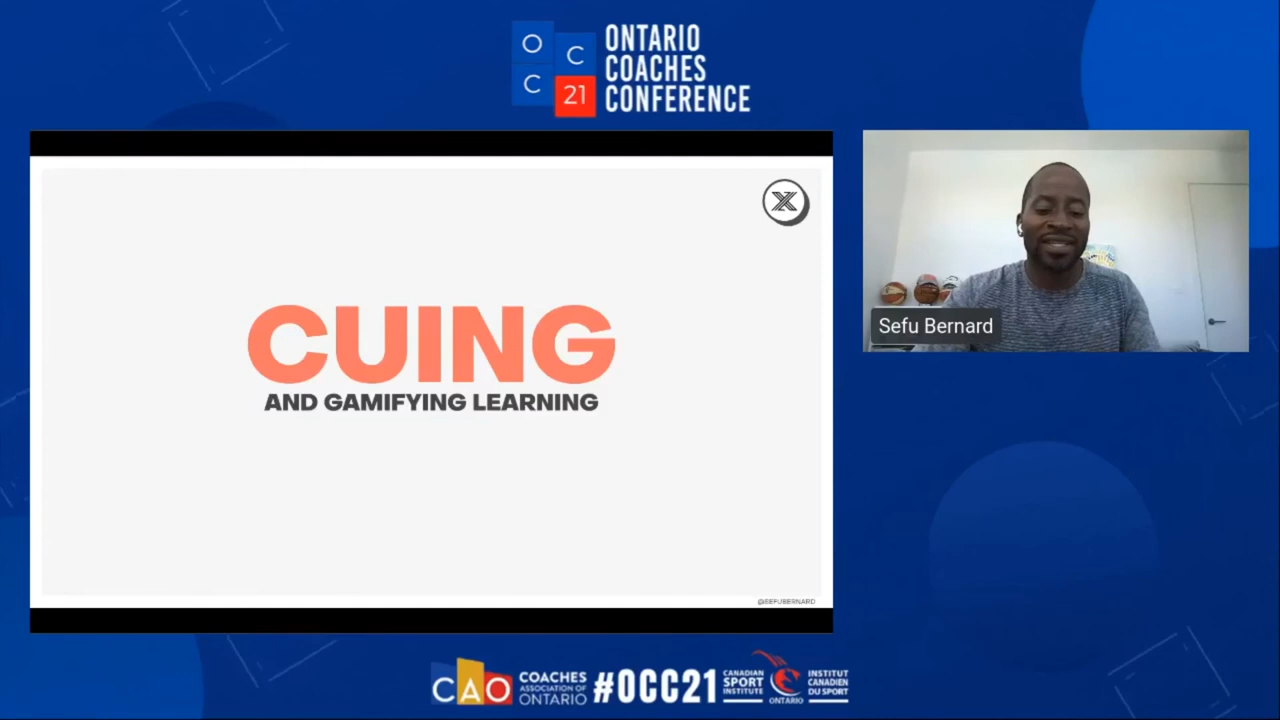 O
C
C
21
ONTARIO
COACHES
CONFERENCE
CUING
AND GAMIFYING LEARNING
@SEFUBERNARD
Sefu Bernard
CAO
COACHES
ASSOCIATION OF
ONTARIO
#OCC21
CANADIAN
SPORT
INSTITUTE
ONTARIO
INSTITUT
CANADIEN
DU SPORT